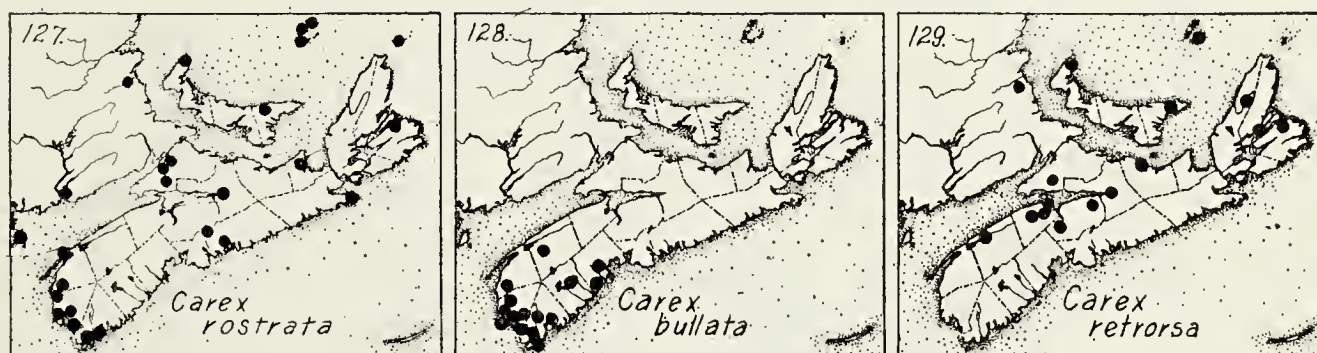 127.
Carex
rostrata
128.
Carex
bullata
129.
Carex
retrorsa